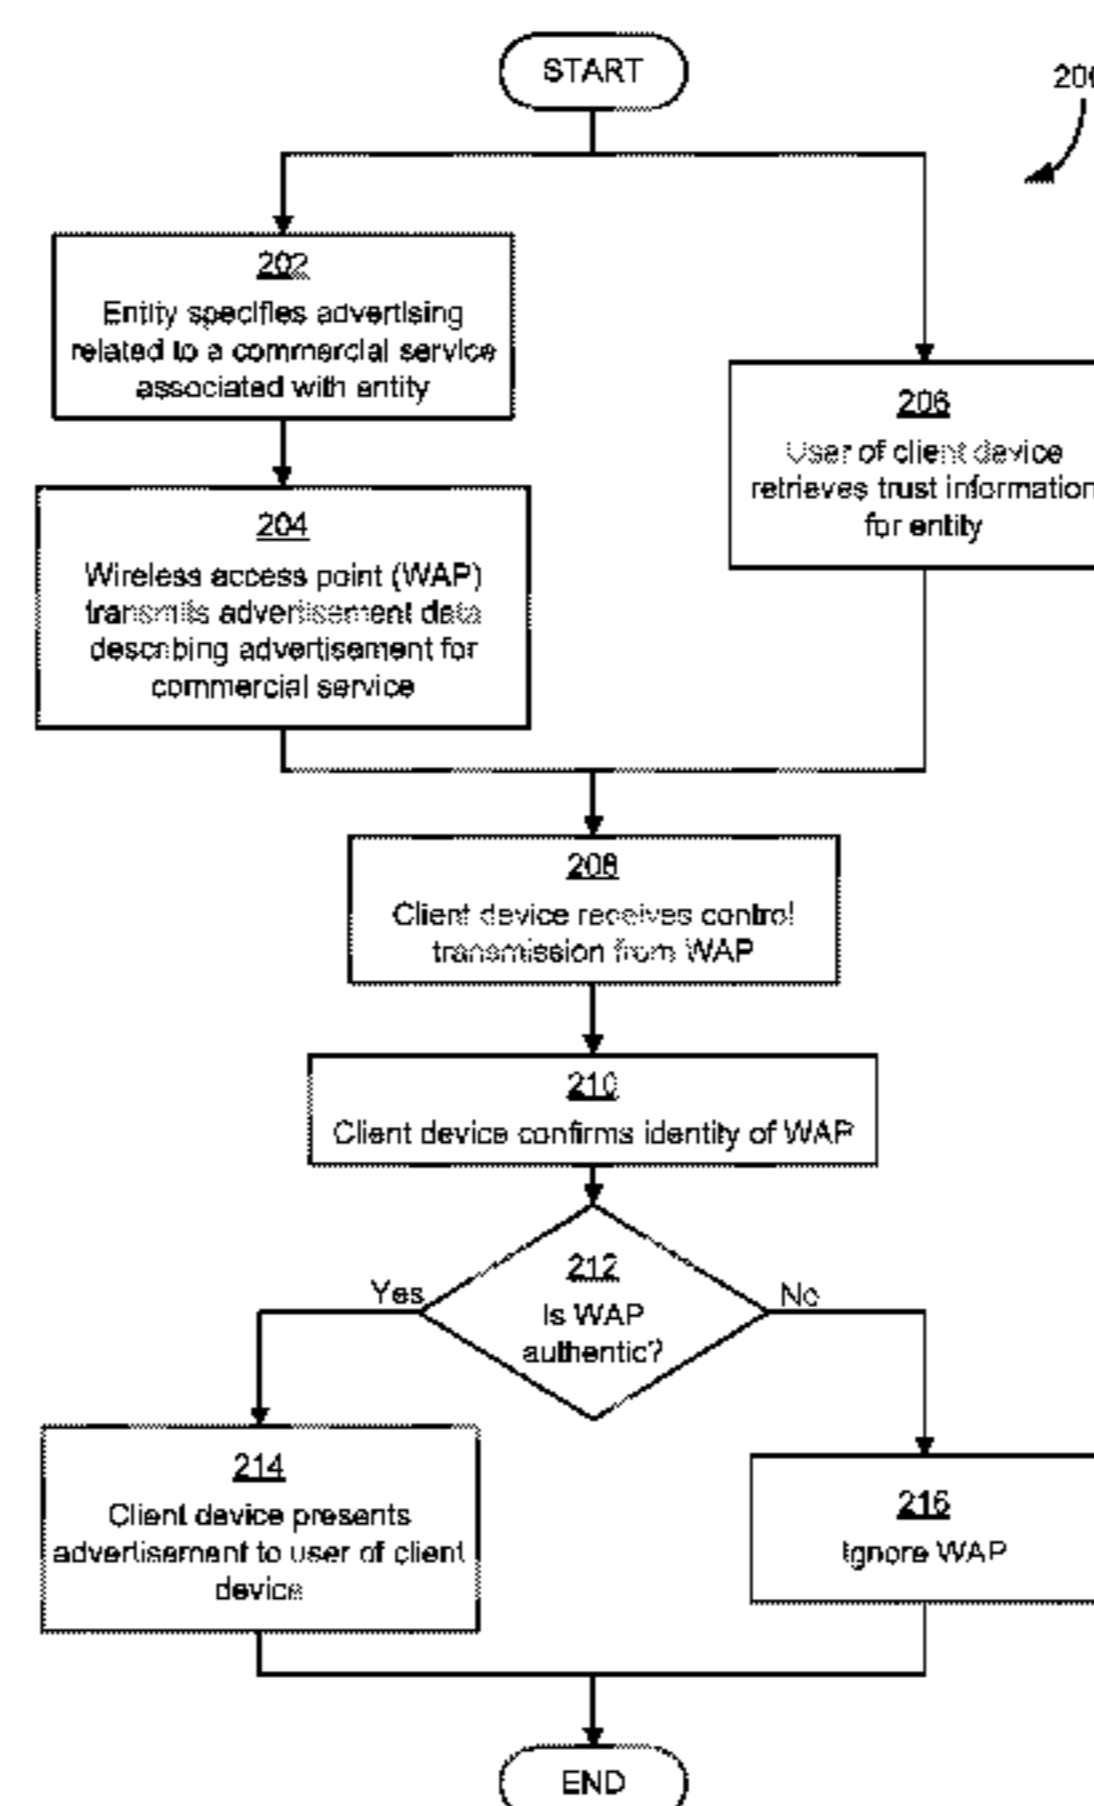 START
200
202
Entity specifies advertising
related to a commercial service
associated with entity
206
User of client device
retrieves trust information
for entity
204
Wireless access point (WAP)
transmits advertisement data
describing advertisement for
commercial service
208
Client device receives control
transmission from WAP
210
Client device confirms identity of WAP
212
Is WAP
authentic?
Yes
No
214
Client device presents
advertisement to user of client
device
216
Ignore WAP
END